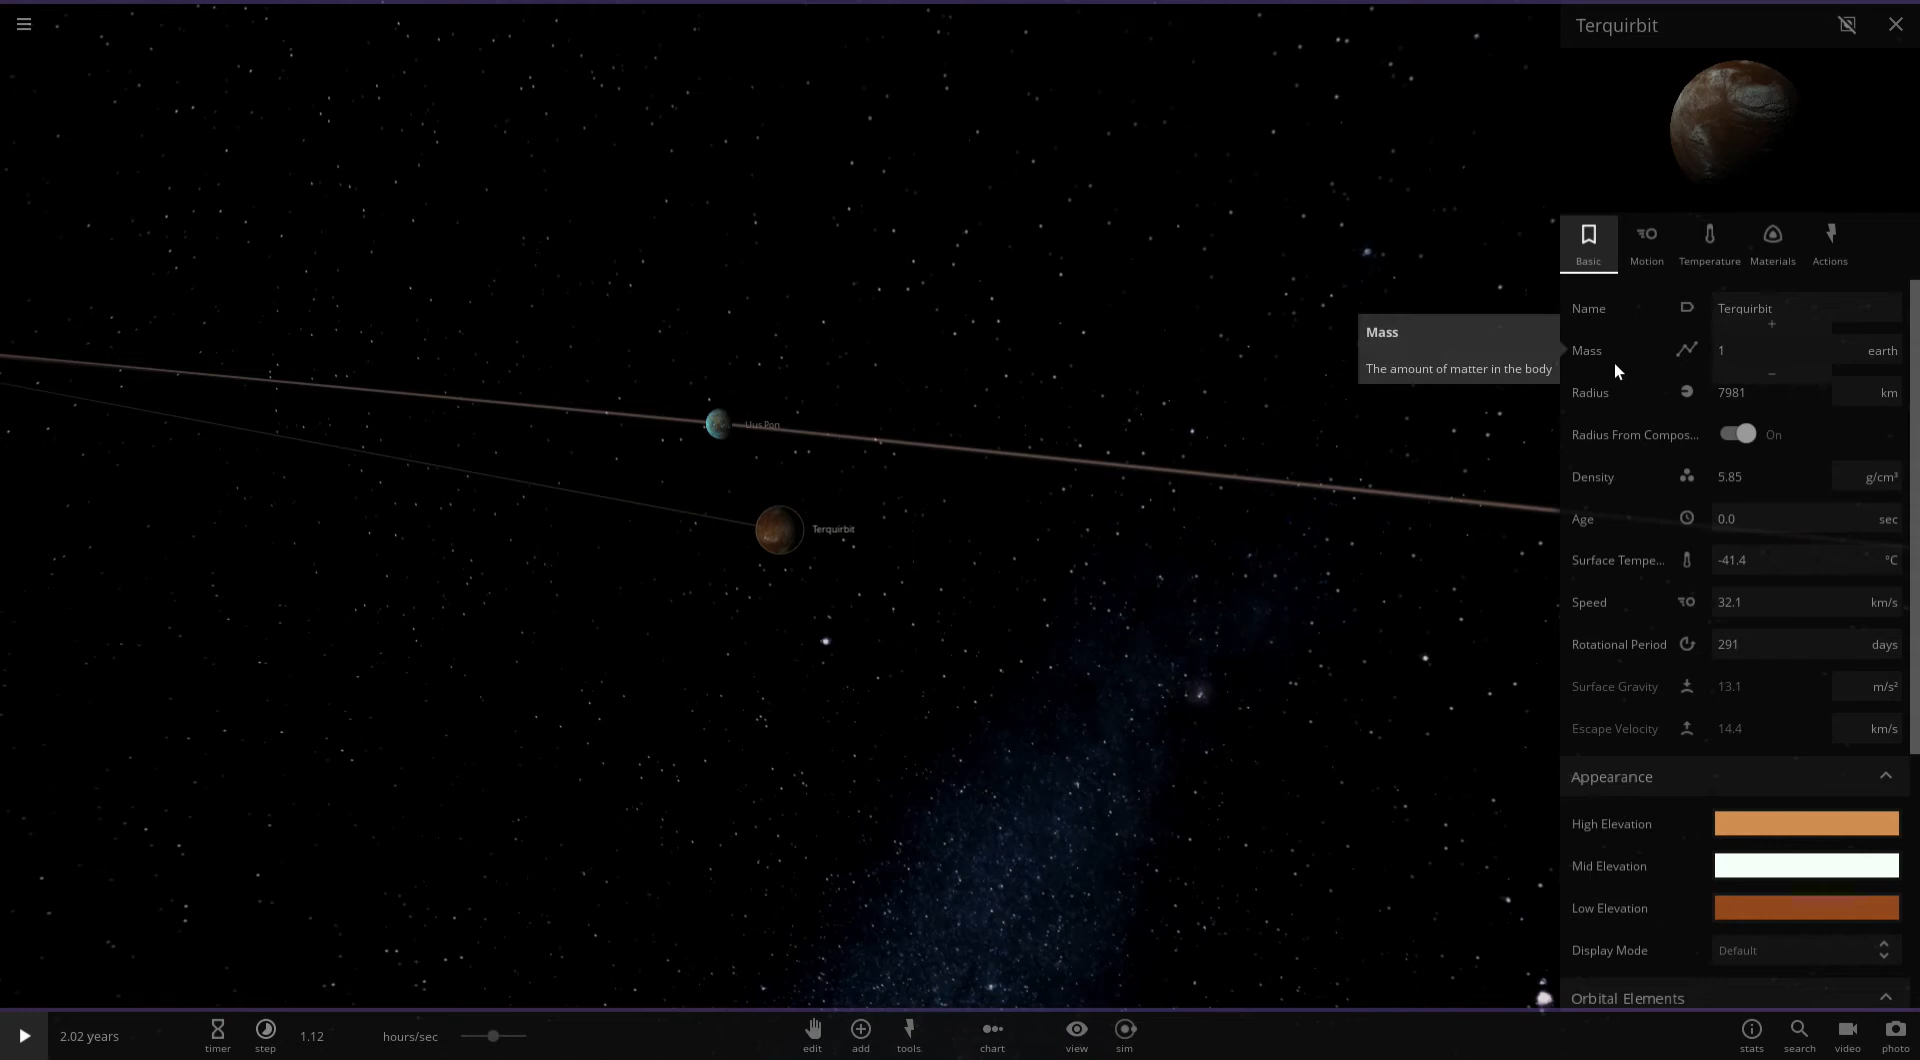 Terquirbit
Basic
Motion
Temperature
Materials
Actions
Name
Terquirbit
+
Mass
The amount of matter in the body
Mass
1
earth
−
Radius
7981
km
Radius From Compos...
On
Density
5.85
g/cm³
Age
0.0
sec
Surface Tempe...
-41.4
°C
Speed
32.1
km/s
Rotational Period
291
days
Surface Gravity
13.1
m/s²
Escape Velocity
14.4
km/s
Appearance
High Elevation
Mid Elevation
Low Elevation
Display Mode
Default
Orbital Elements
Terquirbit
2.02 years
timer
step
1.12
hours/sec
edit
add
tools
chart
view
sim
stats
search
video
photo